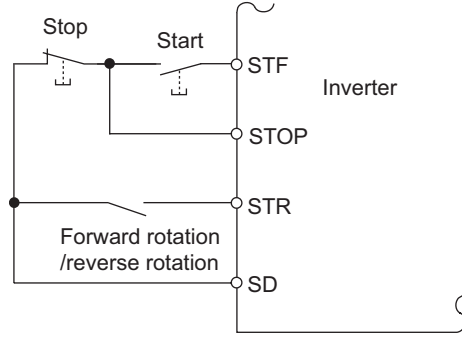 Stop
Start
STF
Inverter
STOP
STR
Forward rotation
/reverse rotation
SD